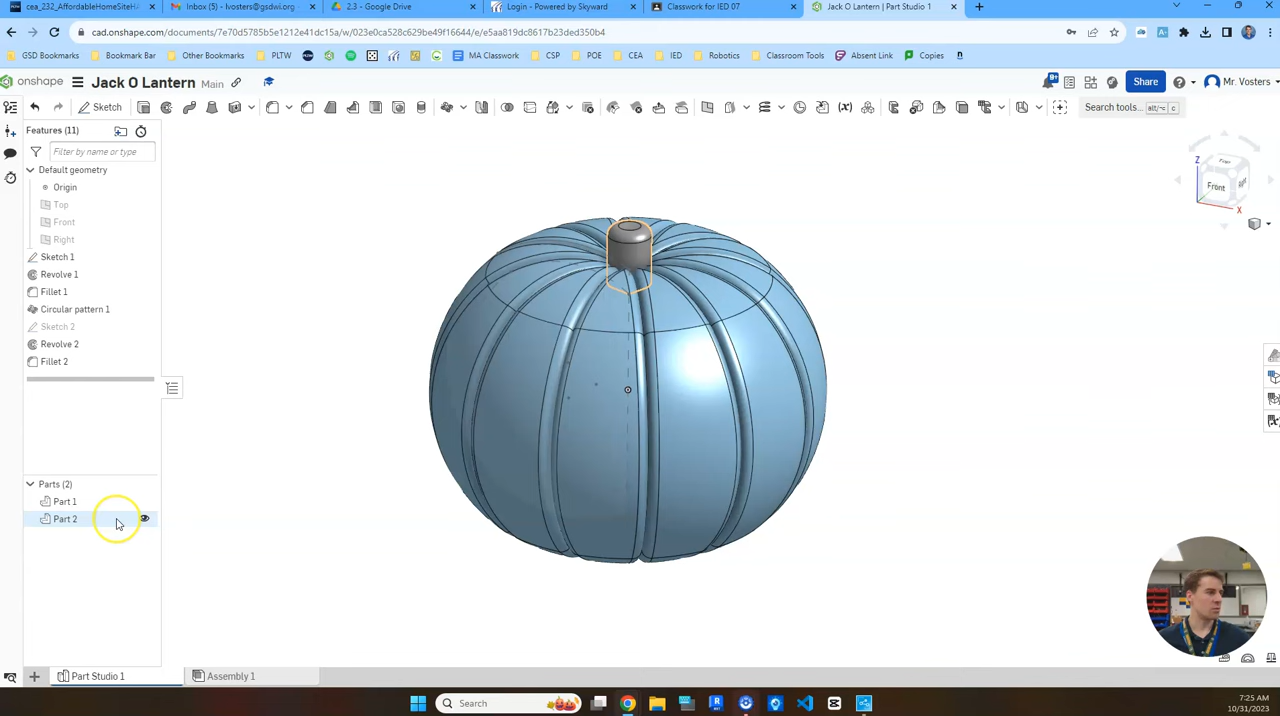 cea_232_AffordableHomeSiteHA
Inbox (6) - lvosters@gsdwi.org
2.3 - Google Drive
Login - Powered by Skyward
Classwork for IED 07
Jack O Lantern | Part Studio 1
cad.onshape.com/documents/7e70d5785b5e1212e41dc15a/w/023e0ca528c629be49f16644/e/e5aa819dc8617b23ded350b4
GSD Bookmarks
Bookmark Bar
Other Bookmarks
PLTW
MA Classwork
CSP
POE
CEA
IED
Robotics
Classroom Tools
Absent Link
Copies
onshape
Jack O Lantern
Main
Share
Mr. Vosters
Sketch
Search tools...
alt/⌥ c
Features (11)
Filter by name or type
Default geometry
Origin
Top
Front
Right
Sketch 1
Revolve 1
Fillet 1
Circular pattern 1
Sketch 2
Revolve 2
Fillet 2
Parts (2)
Part 1
Part 2
Z
Front
X
Part Studio 1
Assembly 1
Search
7:25 AM
10/31/2023